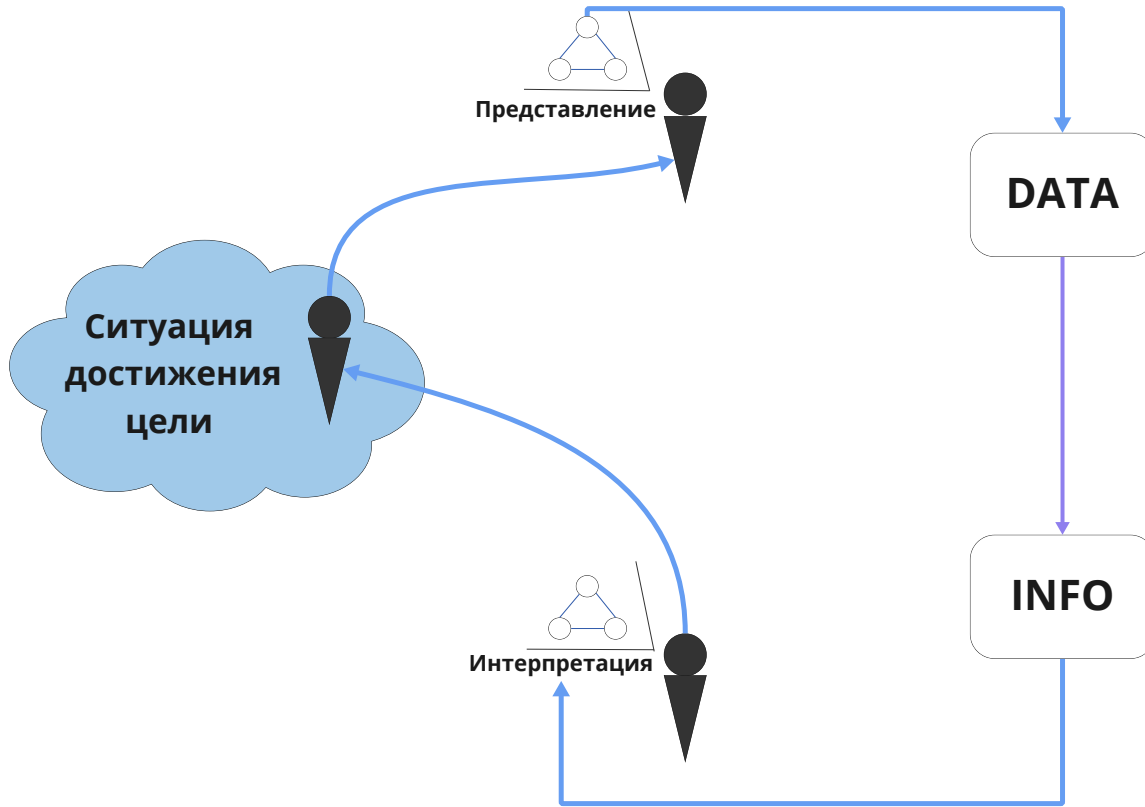 Представление
DATA
Ситуация
достижения
цели
INFO
Интерпретация